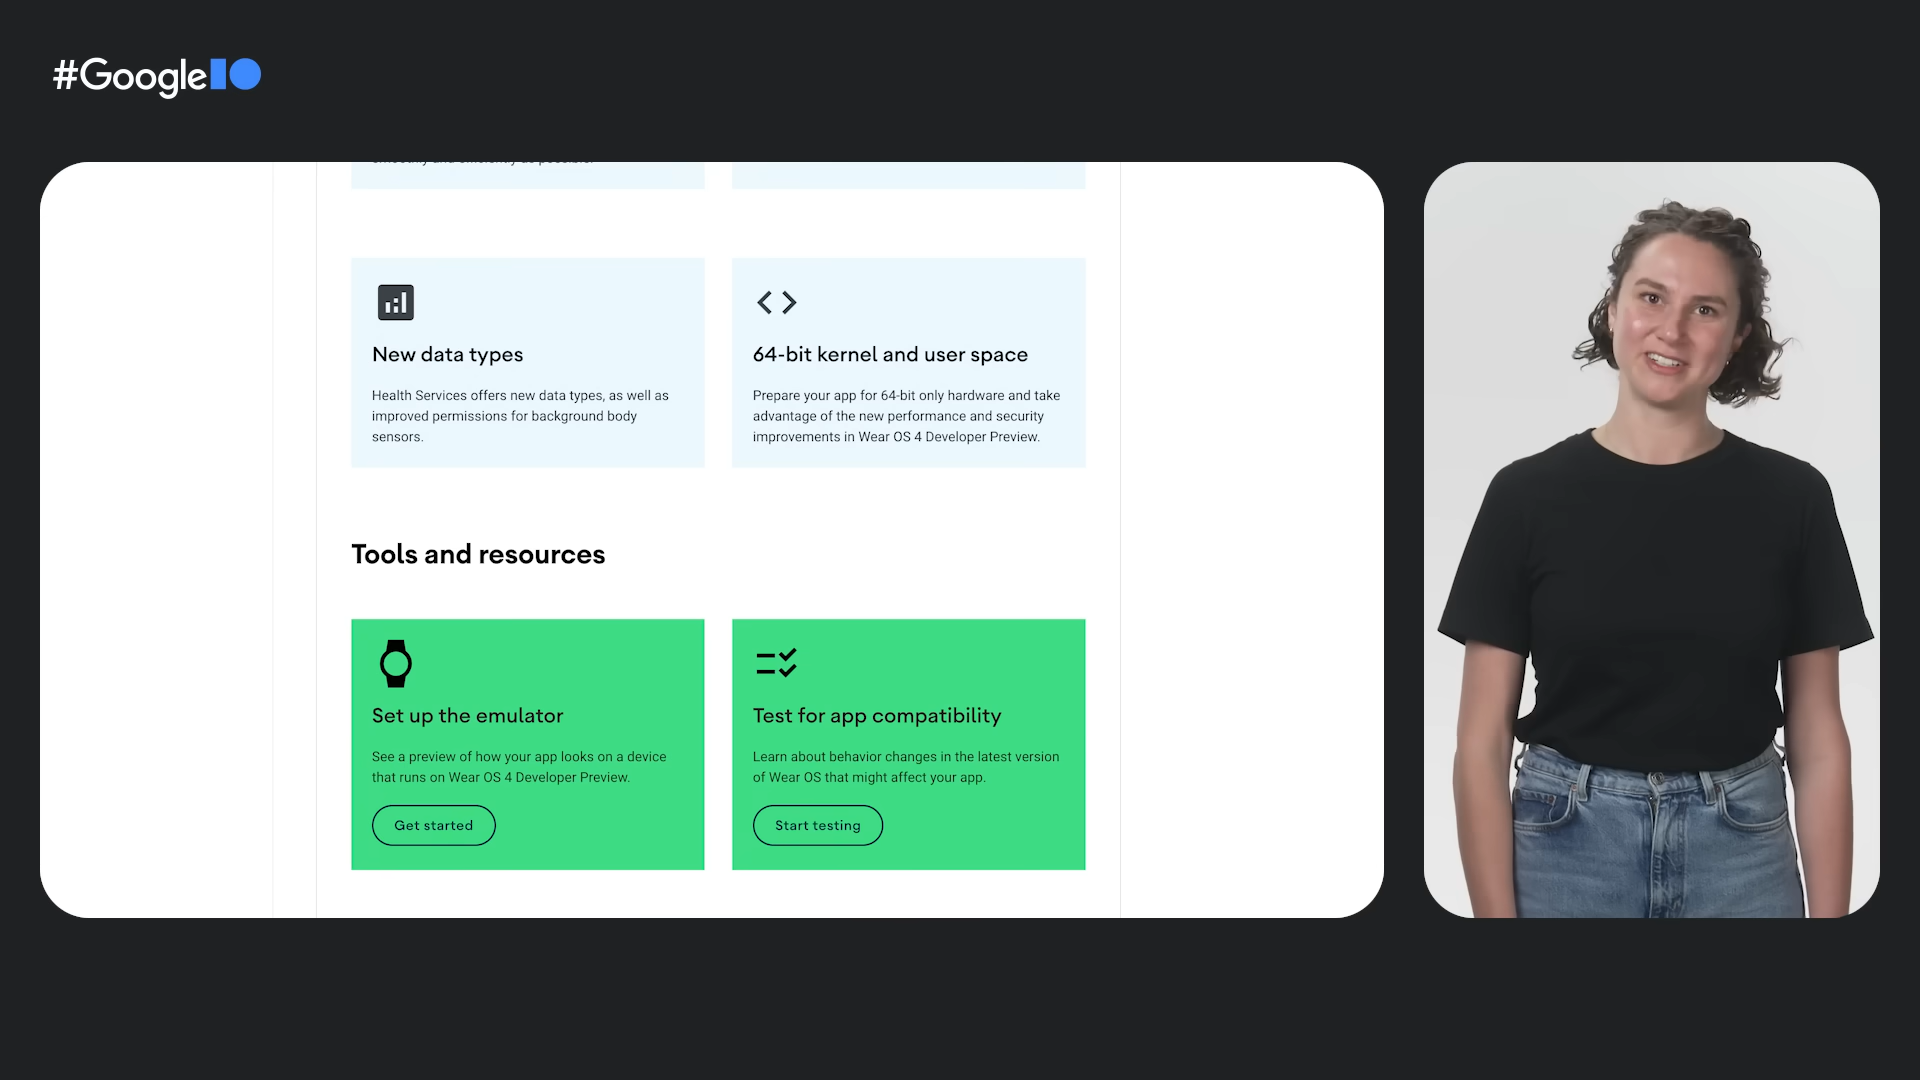 #GoogleIO
smoothly and efficiently as possible.
New data types
Health Services offers new data types, as well as
improved permissions for background body
sensors.
64-bit kernel and user space
Prepare your app for 64-bit only hardware and take
advantage of the new performance and security
improvements in Wear OS 4 Developer Preview.
Tools and resources
Set up the emulator
See a preview of how your app looks on a device
that runs on Wear OS 4 Developer Preview.
Get started
Test for app compatibility
Learn about behavior changes in the latest version
of Wear OS that might affect your app.
Start testing